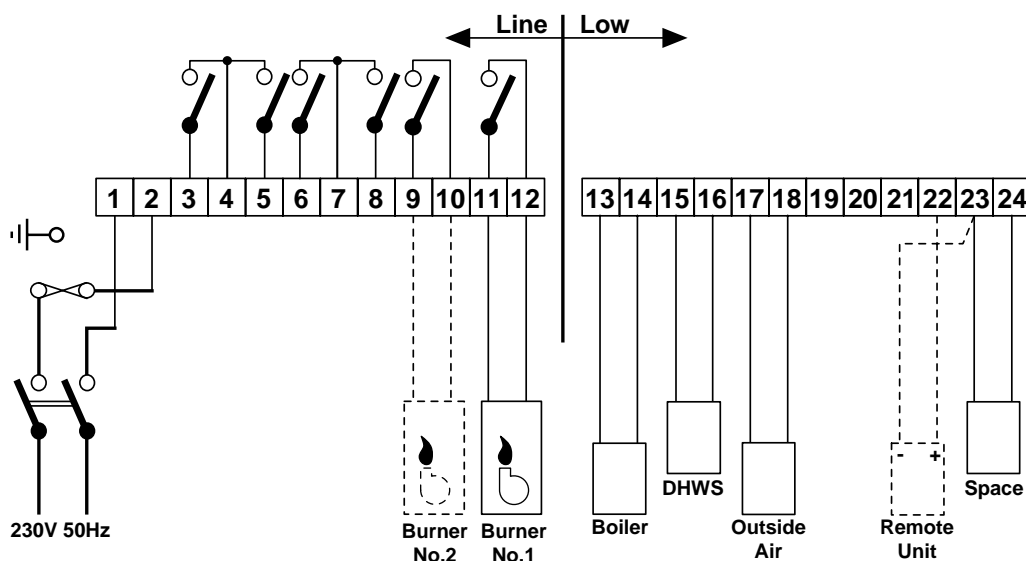 Line Low
1 2 3 4 5 6 7 8 9 10 11 12 13 14 15 16 17 18 19 20 21 22 23 24
- +
230V 50Hz
Burner
No.2
Burner
No.1
Boiler
DHWS
Outside
Air
Remote
Unit
Space